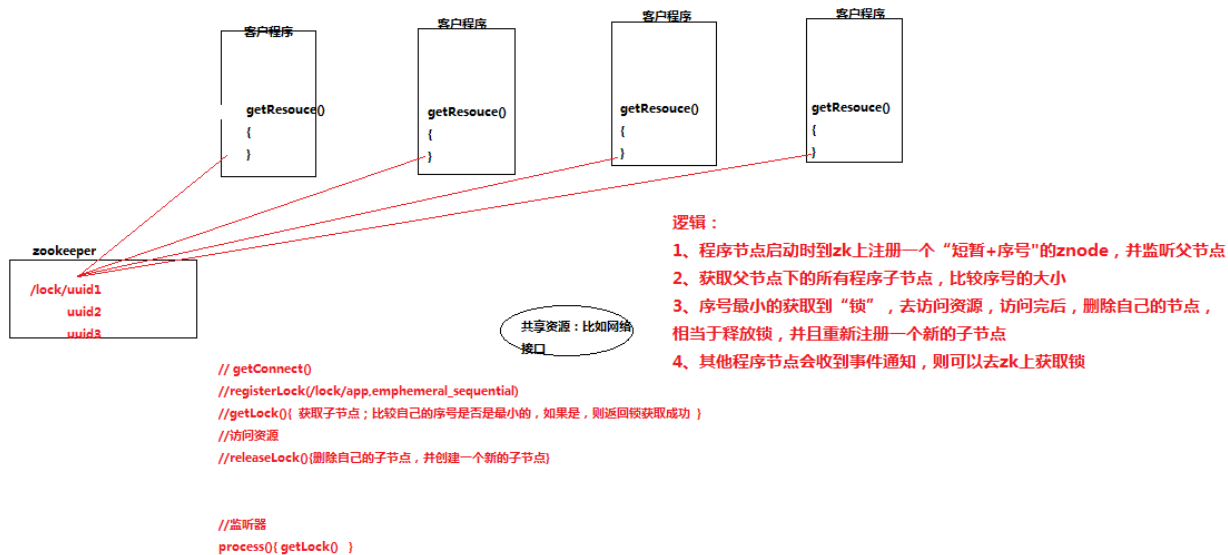 客户程序
客户程序
客户程序
客户程序
getResouce()
{
}
getResouce()
{
}
getResouce()
{
}
getResouce()
{
}
zookeeper
/lock/uuid1
uuid2
uuid3
共享资源：比如网络
接口
逻辑：
1、程序节点启动时到zk上注册一个“短暂+序号"的znode，并监听父节点
2、获取父节点下的所有程序子节点，比较序号的大小
3、序号最小的获取到“锁”，去访问资源，访问完后，删除自己的节点，
相当于释放锁，并且重新注册一个新的子节点
4、其他程序节点会收到事件通知，则可以去zk上获取锁
// getConnect()
//registerLock(/lock/app,emphemeral_sequential)
//getLock(){ 获取子节点；比较自己的序号是否是最小的，如果是，则返回锁获取成功 }
//访问资源
//releaseLock(){删除自己的子节点，并创建一个新的子节点}
//监听器
process(){ getLock() }